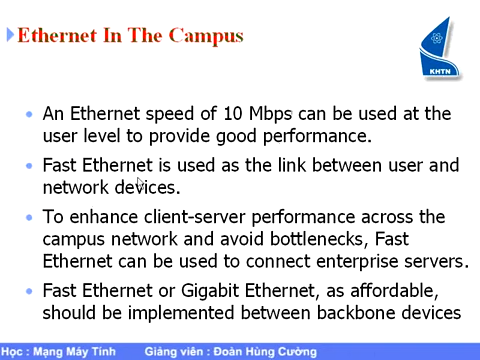 Ethernet In The Campus
KHTN
An Ethernet speed of 10 Mbps can be used at the
user level to provide good performance.
Fast Ethernet is used as the link between user and
network devices.
To enhance client-server performance across the
campus network and avoid bottlenecks, Fast
Ethernet can be used to connect enterprise servers.
Fast Ethernet or Gigabit Ethernet, as affordable,
should be implemented between backbone devices
Học : Mạng Máy Tính Giảng viên : Đoàn Hùng Cường